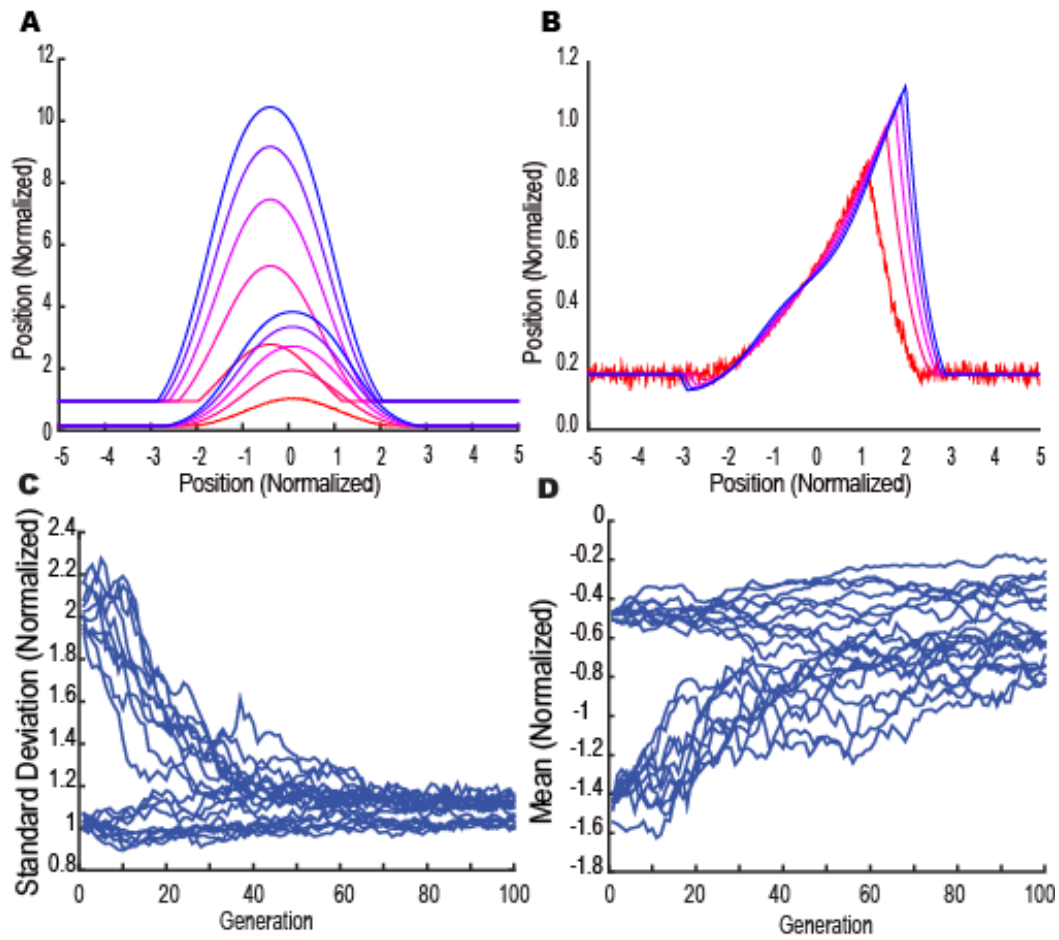 A
Position (Normalized)
12
10
8
6
4
2
0
-5 -4 -3 -2 -1 0 1 2 3 4 5
Position (Normalized)
B
Position (Normalized)
1.2
1.0
0.8
0.6
0.4
0.2
0.0
-5 -4 -3 -2 -1 0 1 2 3 4 5
Position (Normalized)
C
Standard Deviation (Normalized)
2.4
2.2
2
1.8
1.6
1.4
1.2
1
0.8
0 20 40 60 80 100
Generation
D
Mean (Normalized)
0
-0.2
-0.4
-0.6
-0.8
-1
-1.2
-1.4
-1.6
-1.8
0 20 40 60 80 100
Generation